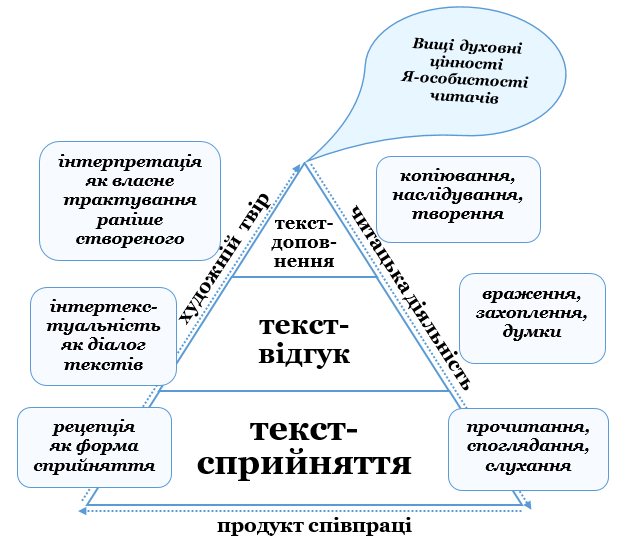 Вищі духовні
цінності
Я-особистості
читачів
інтерпретація
як власне
трактування
раніше
створеного
художній твір
текст-
допов-
нення
читацька діяльність
копіювання,
наслідування,
творення
інтертекс-
туальність
як діалог
текстів
текст-
відгук
враження,
захоплення,
думки
рецепція
як форма
сприйняття
текст-
сприйняття
прочитання,
споглядання,
слухання
продукт співпраці